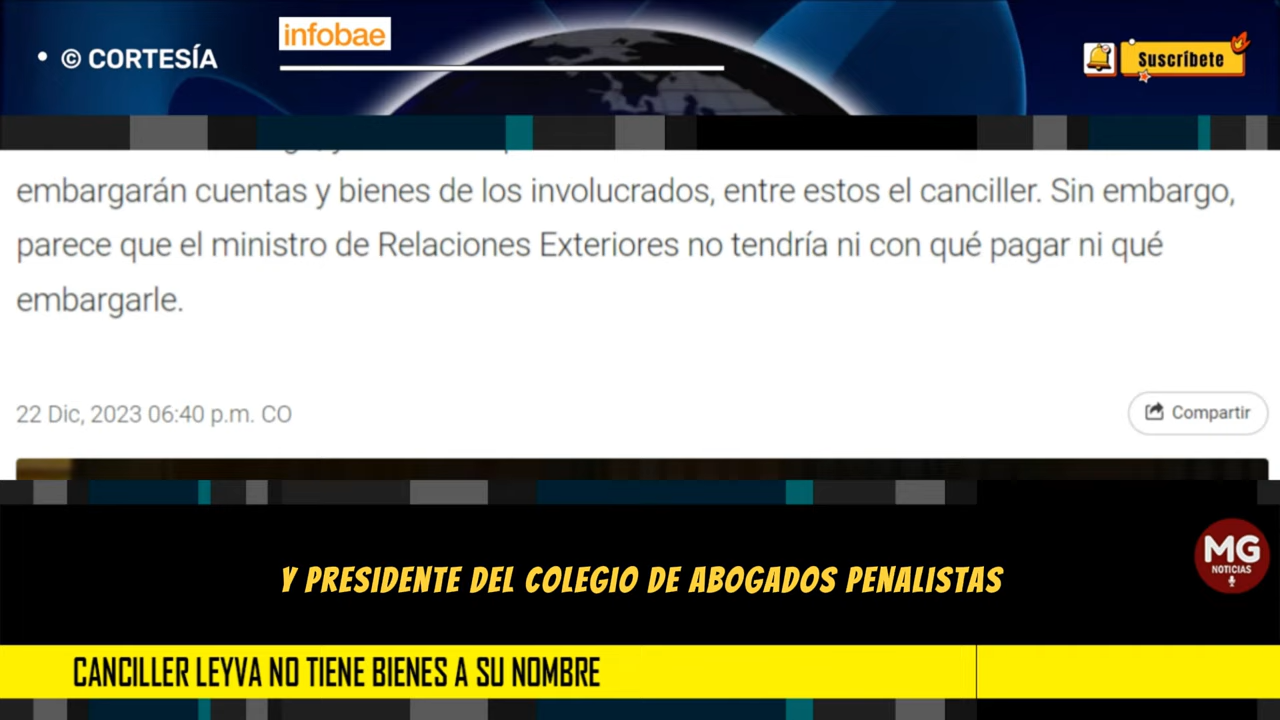 • © CORTESÍA
infobae
Suscríbete
embargarán cuentas y bienes de los involucrados, entre estos el canciller. Sin embargo,
parece que el ministro de Relaciones Exteriores no tendría ni con qué pagar ni qué
embargarle.
22 Dic, 2023 06:40 p.m. CO
Compartir
MG
NOTICIAS
Y PRESIDENTE DEL COLEGIO DE ABOGADOS PENALISTAS
CANCILLER LEYVA NO TIENE BIENES A SU NOMBRE